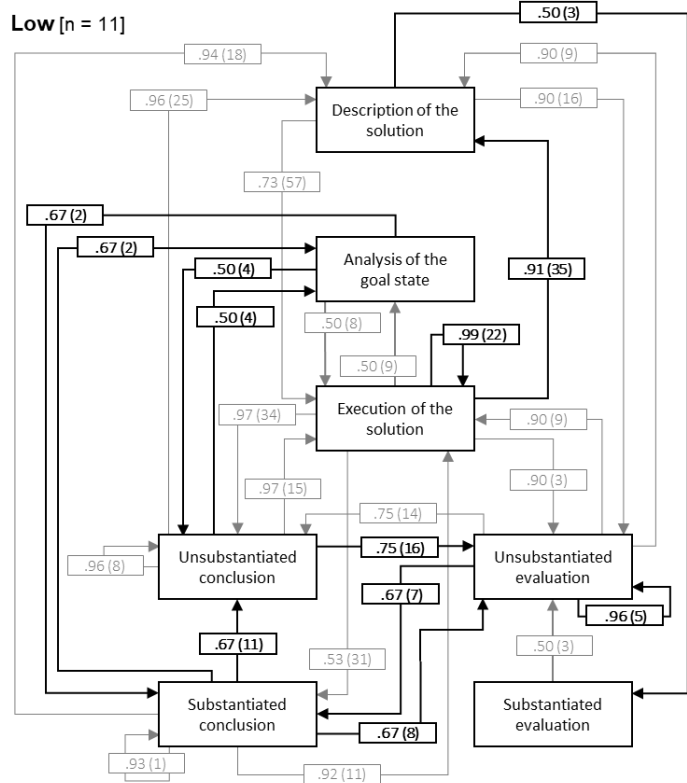 Low [n = 11]
.50 (3)
.94 (18)
.90 (9)
.96 (25)
.90 (16)
Description of the
solution
.73 (57)
.67 (2)
.67 (2)
Analysis of the
goal state
.50 (4)
.91 (35)
.50 (4)
.50 (8)
.99 (22)
.50 (9)
Execution of the
solution
.97 (34)
.90 (9)
.97 (15)
.90 (3)
.75 (14)
Unsubstantiated
conclusion
.75 (16)
Unsubstantiated
evaluation
.96 (8)
.67 (7)
.96 (5)
.67 (11)
.50 (3)
.53 (31)
Substantiated
conclusion
Substantiated
evaluation
.67 (8)
.93 (1)
.92 (11)